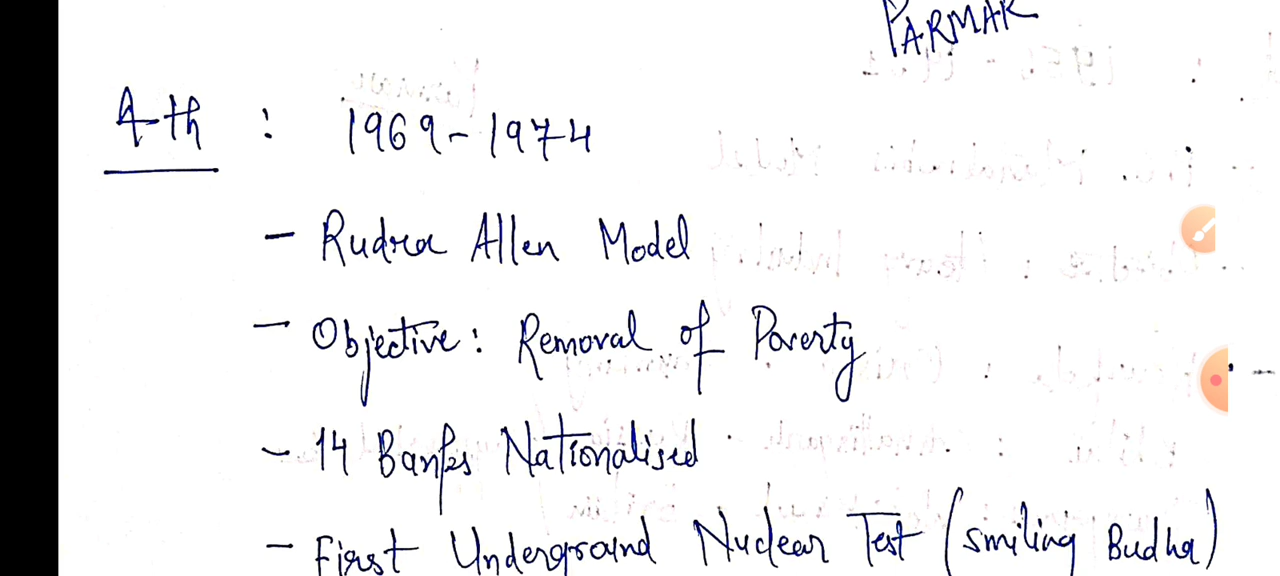 PARMAR
4th : 1969-1974
- Rudra Allen Model
- Objective: Removal of Poverty
- 14 Banks Nationalised
- First Underground Nuclear Test (Smiling Budha)